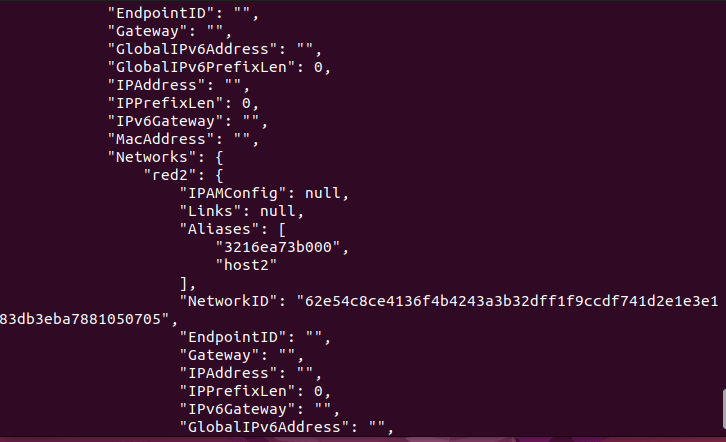 "EndpointID": "",
"Gateway": "",
"GlobalIPv6Address": "",
"GlobalIPv6PrefixLen": 0,
"IPAddress": "",
"IPPrefixLen": 0,
"IPv6Gateway": "",
"MacAddress": "",
"Networks": {
"red2": {
"IPAMConfig": null,
"Links": null,
"Aliases": [
"3216ea73b000",
"host2"
],
"NetworkID": "62e54c8ce4136f4b4243a3b32dff1f9ccdf741d2e1e3e1
83db3eba7881050705",
"EndpointID": "",
"Gateway": "",
"IPAddress": "",
"IPPrefixLen": 0,
"IPv6Gateway": "",
"GlobalIPv6Address": "",